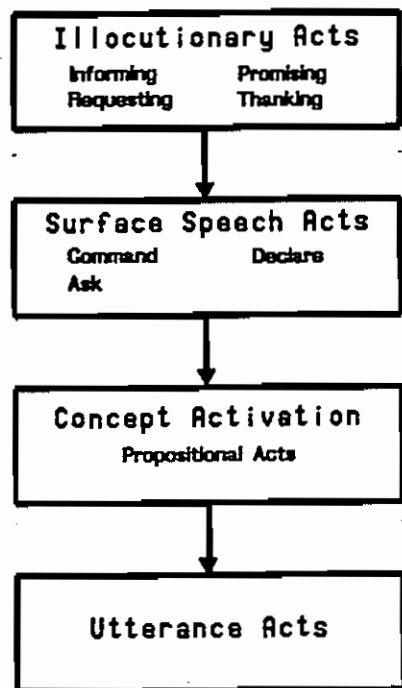 Illocutionary Acts
Informing Promising
Requesting Thanking
Surface Speech Acts
Command Declare
Ask
Concept Activation
Propositional Acts
Utterance Acts